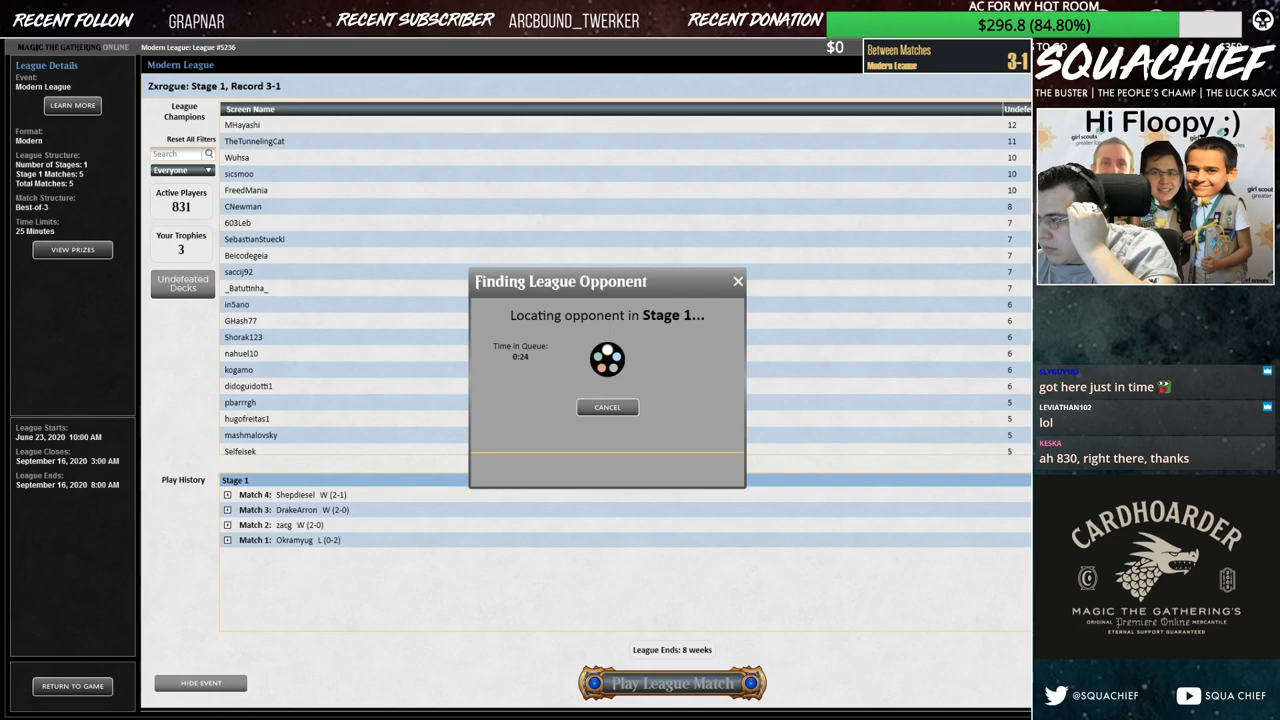 RECENT FOLLOW
GRAPNAR
RECENT SUBSCRIBER
ARCBOUND_TWERKER
RECENT DONATION
AC FOR MY HOT ROOM
$296.8 (84.80%)
MAGIC THE GATHERING ONLINE
Modern League: League #5236
$0
Between Matches
Modern League
3-1
SQUACHIEF
THE BUSTER | THE PEOPLE'S CHAMP | THE LUCK SACK
League Details
Event:
Modern League
LEARN MORE
Format:
Modern
League Structure:
Number of Stages: 1
Stage 1 Matches: 5
Total Matches: 5
Match Structure:
Best-of-3
Time Limits:
25 Minutes
VIEW PRIZES
League Starts:
June 23, 2020 10:00 AM
League Closes:
September 16, 2020 3:00 AM
League Ends:
September 16, 2020 8:00 AM
RETURN TO GAME
Modern League
Zxrogue: Stage 1, Record 3-1
League
Champions
Reset All Filters
Search
Everyone
Active Players
831
Your Trophies
3
Undefeated
Decks
Screen Name
Undefe
MHayashi 12
TheTunnelingCat 11
Wuhsa 10
sicsmoo 10
FreedMania 10
CNewman 8
603Leb 7
SebastianStueckl 7
Beicodegeia 7
saccij92 7
_Batutinha_ 7
in5ano 6
GHash77 6
Shorak123 6
nahuel10 6
kogamo 6
didoguidotti1 6
pbarrrgh 5
hugofreitas1 5
mashmalovsky 5
Selfeisek 5
Finding League Opponent
Locating opponent in Stage 1...
Time in Queue:
0:24
CANCEL
Play History
Stage 1
Match 4: Shepdiesel W (2-1)
Match 3: DrakeArron W (2-0)
Match 2: zacg W (2-0)
Match 1: Okramyug L (0-2)
League Ends: 8 weeks
HIDE EVENT
Play League Match
Hi Floopy ;)
girl scouts
SLYGUY183
got here just in time
LEVIATHAN102
lol
KESKA
ah 830, right there, thanks
CARDHOARDER
MAGIC THE GATHERING'S
ORIGINAL Premiere Online MERCANTILE
ETERNAL SUPPORT GUARANTEED
@SQUACHIEF
SQUA CHIEF